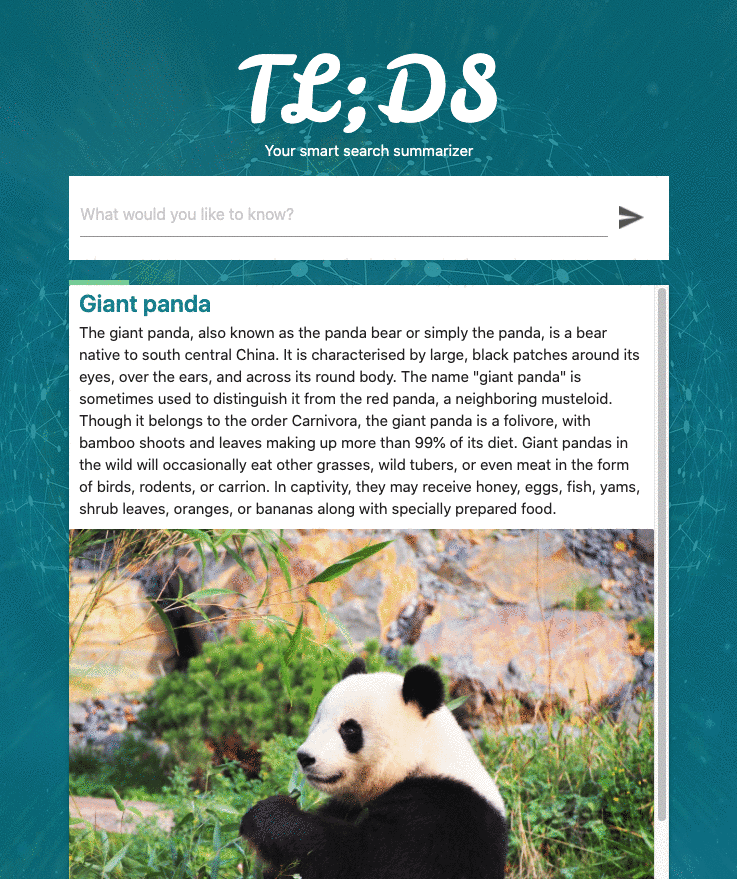 TL;DS
Your smart search summarizer
What would you like to know?
Giant panda
The giant panda, also known as the panda bear or simply the panda, is a bear
native to south central China. It is characterised by large, black patches around its
eyes, over the ears, and across its round body. The name "giant panda" is
sometimes used to distinguish it from the red panda, a neighboring musteloid.
Though it belongs to the order Carnivora, the giant panda is a folivore, with
bamboo shoots and leaves making up more than 99% of its diet. Giant pandas in
the wild will occasionally eat other grasses, wild tubers, or even meat in the form
of birds, rodents, or carrion. In captivity, they may receive honey, eggs, fish, yams,
shrub leaves, oranges, or bananas along with specially prepared food.